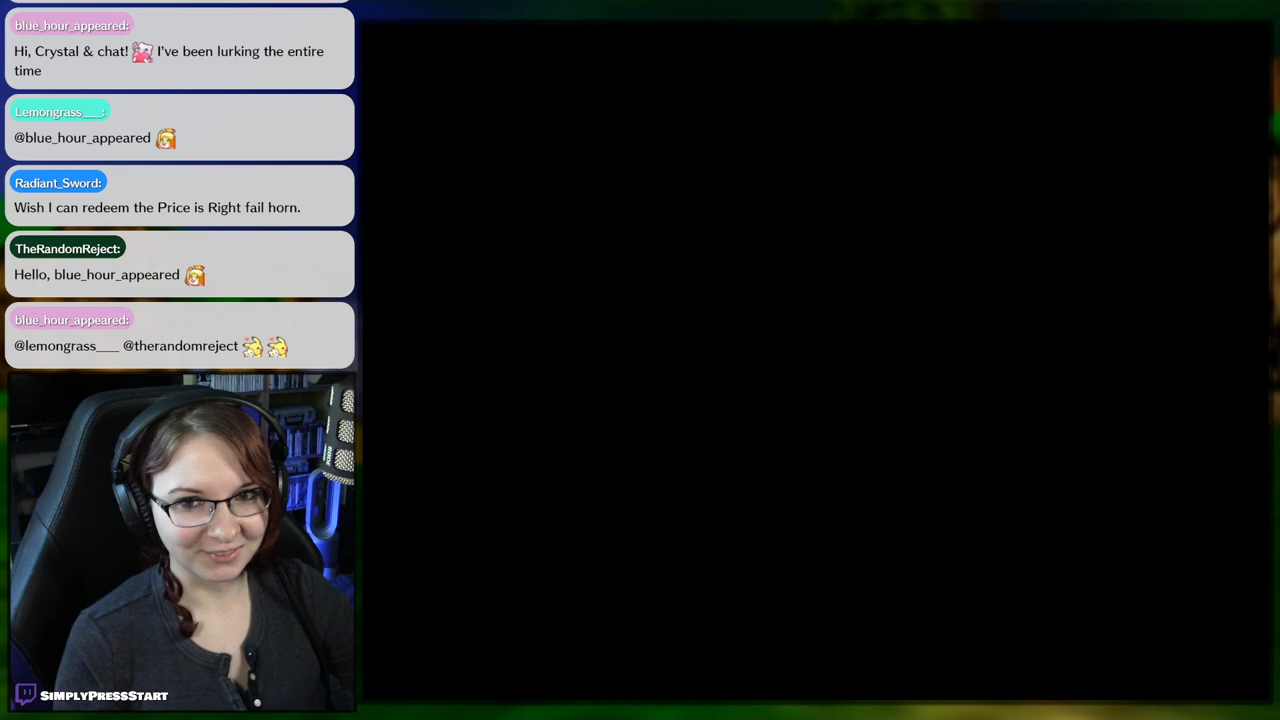 blue_hour_appeared:
Hi, Crystal & chat! I've been lurking the entire
time
Lemongrass___:
@blue_hour_appeared
Radiant_Sword:
Wish I can redeem the Price is Right fail horn.
TheRandomReject:
Hello, blue_hour_appeared
blue_hour_appeared:
@lemongrass___ @therandomreject
SimplyPressStart